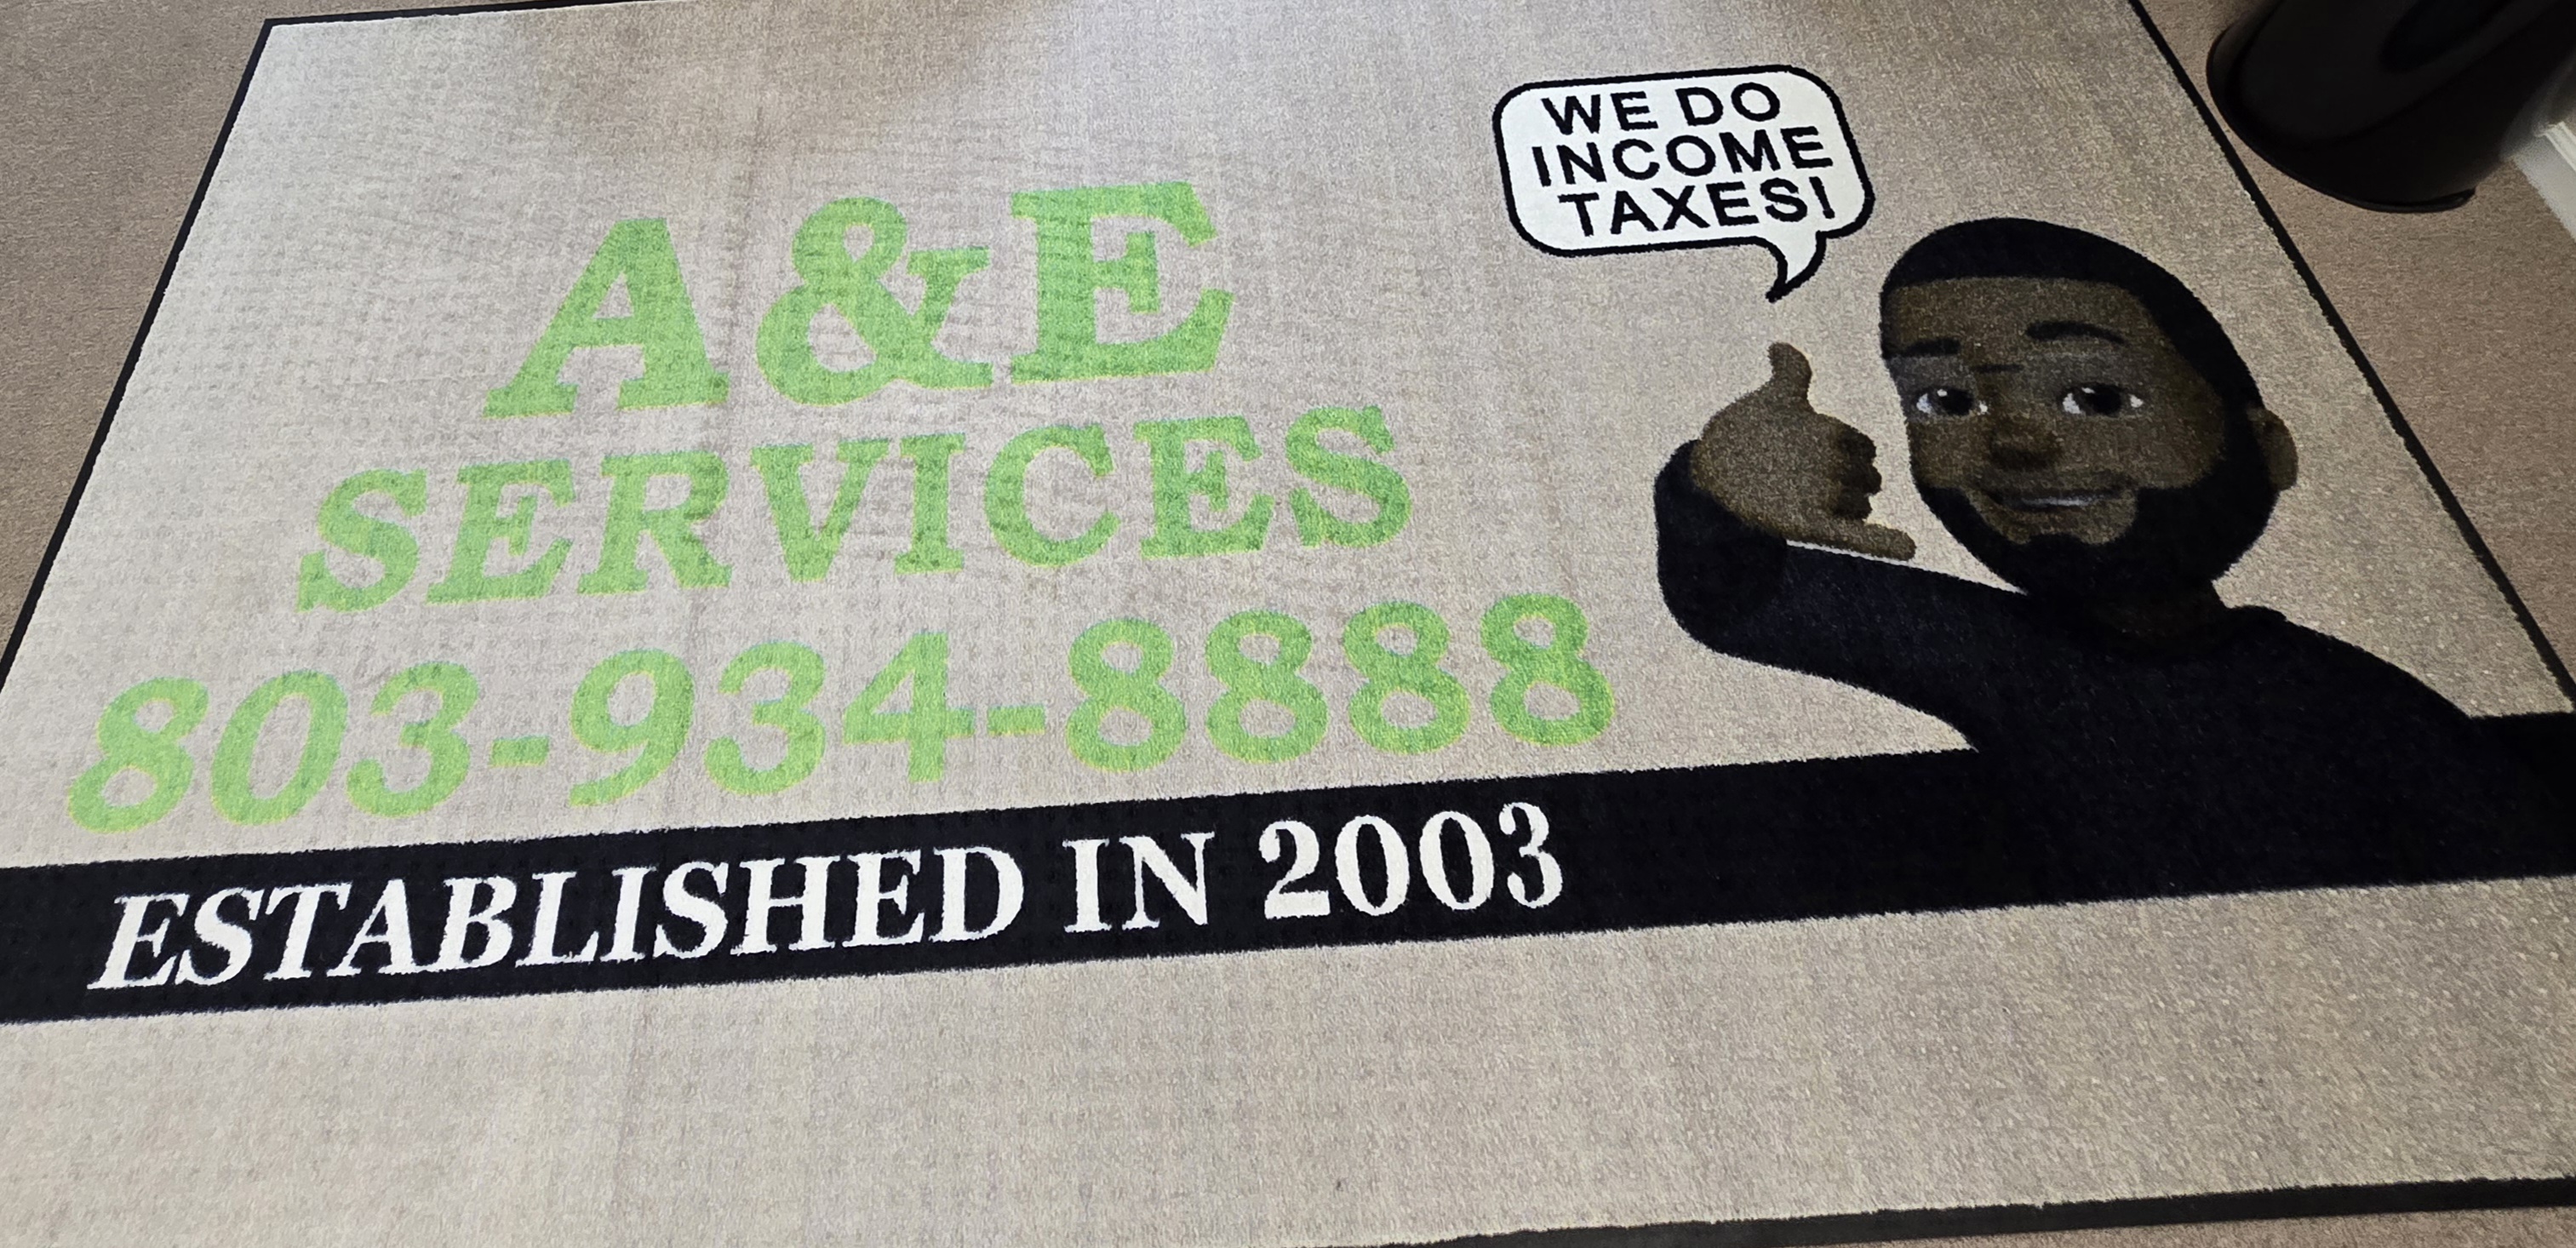 WE DO
INCOME
TAXES!
A&E
SERVICES
803-934-8888
ESTABLISHED IN 2003